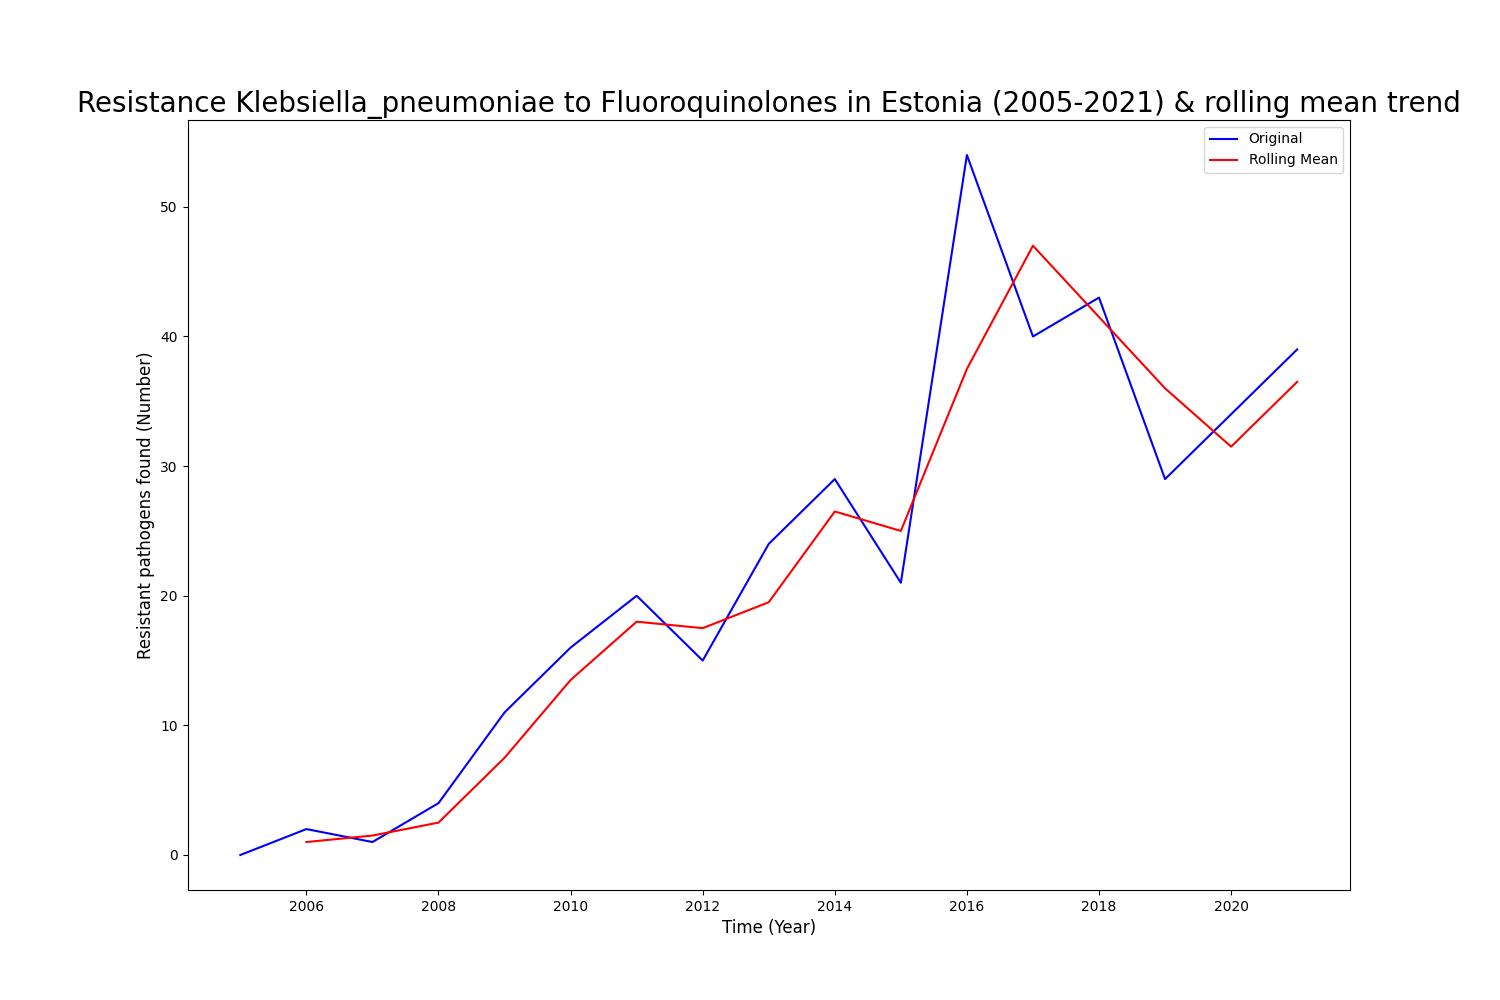 Resistance Klebsiella_pneumoniae to Fluoroquinolones in Estonia (2005-2021) & rolling mean trend
Original
Rolling Mean
50
40
30
20
10
0
Resistant pathogens found (Number)
2006 2008 2010 2012 2014 2016 2018 2020
Time (Year)